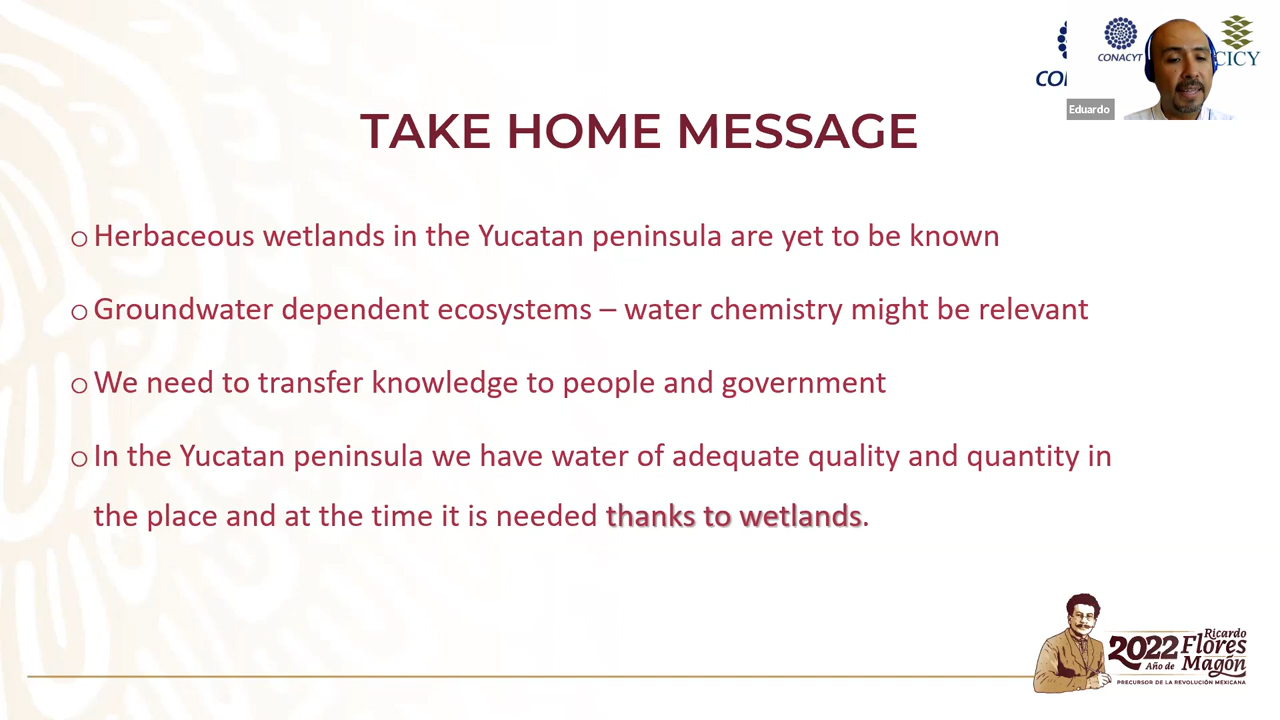 CONACYT
CICY
CO
Eduardo
TAKE HOME MESSAGE
o Herbaceous wetlands in the Yucatan peninsula are yet to be known
o Groundwater dependent ecosystems – water chemistry might be relevant
o We need to transfer knowledge to people and government
o In the Yucatan peninsula we have water of adequate quality and quantity in
the place and at the time it is needed thanks to wetlands.
2022 Ricardo
Flores
Año de Magón
PRECURSOR DE LA REVOLUCIÓN MEXICANA